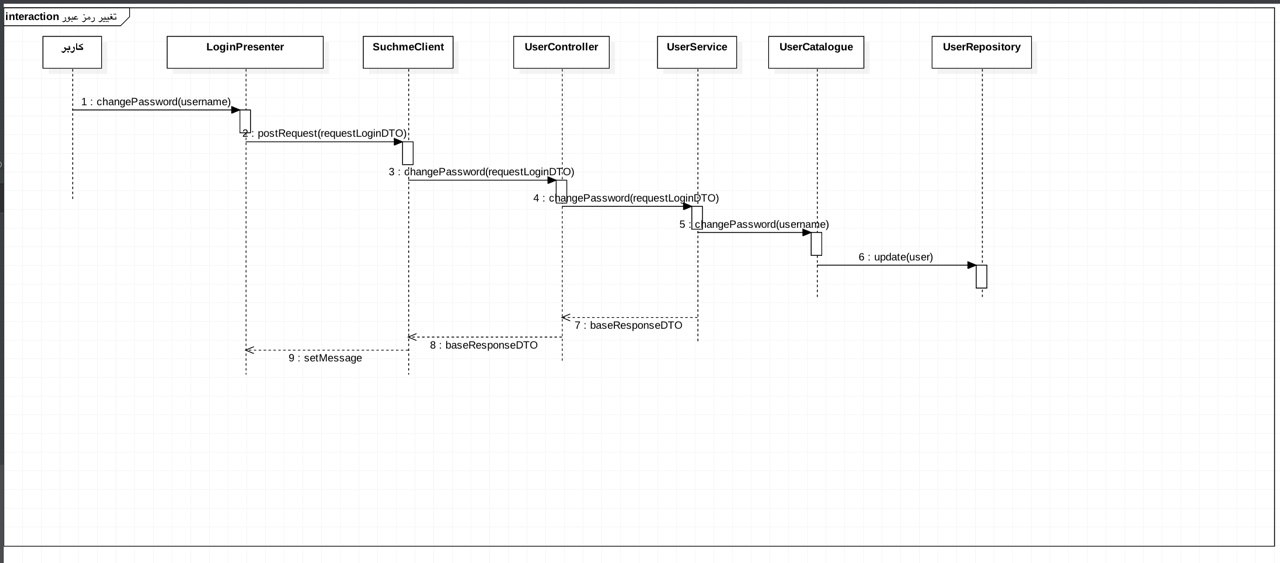 interaction تغییر رمز عبور
کاربر
LoginPresenter
SuchmeClient
UserController
UserService
UserCatalogue
UserRepository
1 : changePassword(username)
2 : postRequest(requestLoginDTO)
3 : changePassword(requestLoginDTO)
4 : changePassword(requestLoginDTO)
5 : changePassword(username)
6 : update(user)
7 : baseResponseDTO
8 : baseResponseDTO
9 : setMessage